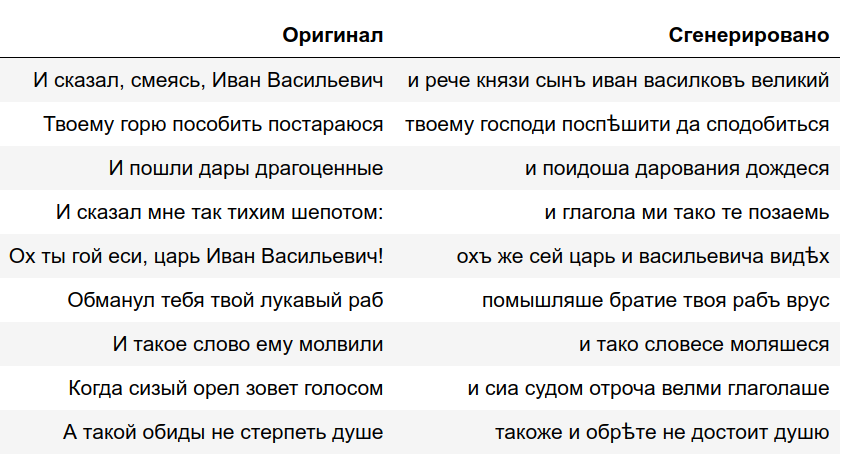 Оригинал Сгенерировано
И сказал, смеясь, Иван Васильевич и рече князи сынъ иван василковъ великий
Твоему горю пособить постараюся твоему господи поспѣшити да сподобиться
И пошли дары драгоценные и поидоша дарования дождеся
И сказал мне так тихим шепотом: и глагола ми тако те позаемь
Ох ты гой еси, царь Иван Васильевич! охъ же сей царь и васильевича видѣх
Обманул тебя твой лукавый раб помышляше братие твоя рабъ врус
И такое слово ему молвили и тако словесе моляшеся
Когда сизый орел зовет голосом и сиа судом отроча велми глаголаше
А такой обиды не стерпеть душе такоже и обрѣте не достоит душю